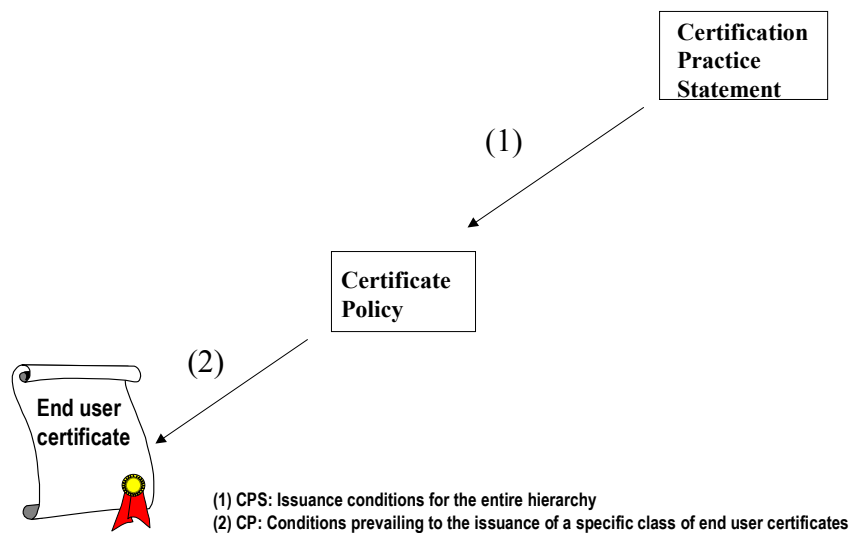 Certification
Practice
Statement
(1)
Certificate
Policy
(2)
End user
certificate
(1) CPS: Issuance conditions for the entire hierarchy
(2) CP: Conditions prevailing to the issuance of a specific class of end user certificates